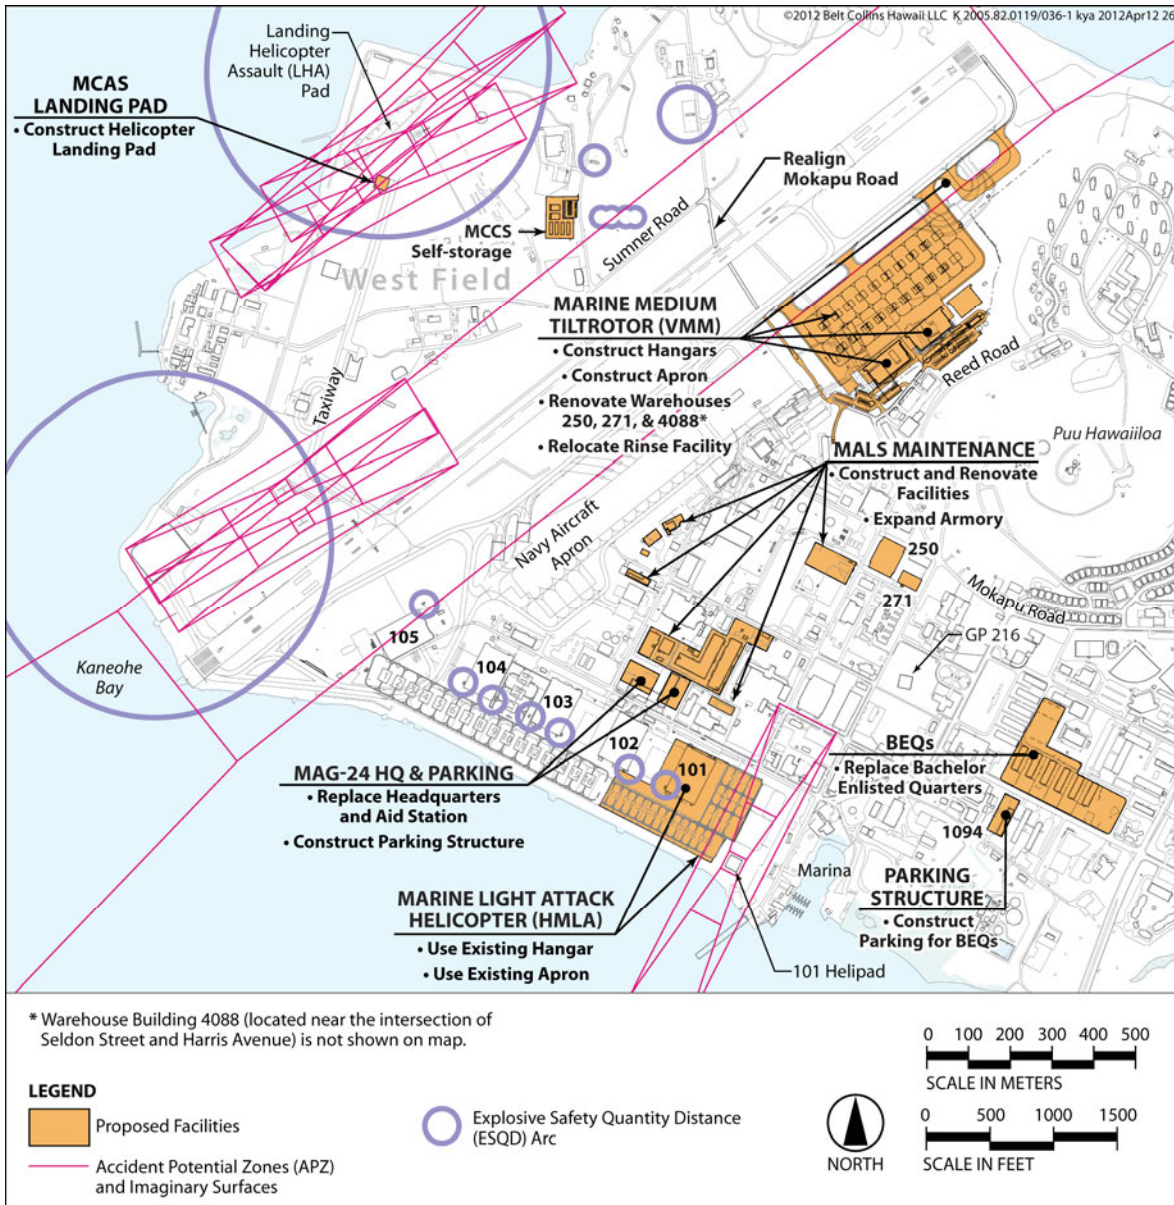 ©2012 Belt Collins Hawaii LLC K 2005.82.0119/036-1 kya 2012Apr12 26
Landing
Helicopter
Assault (LHA)
Pad
MCAS
LANDING PAD
• Construct Helicopter
Landing Pad
Realign
Mokapu Road
MCCS
Self-storage
Sumner Road
West Field
MARINE MEDIUM
TILTROTOR (VMM)
• Construct Hangars
• Construct Apron
• Renovate Warehouses
250, 271, & 4088*
• Relocate Rinse Facility
Reed Road
Taxiway
Puu Hawaiiloa
MALS MAINTENANCE
• Construct and Renovate
Facilities
• Expand Armory
Navy Aircraft
Apron
250
271
Mokapu Road
GP 216
105
Kaneohe
Bay
104
103
102
101
MAG-24 HQ & PARKING
• Replace Headquarters
and Aid Station
• Construct Parking Structure
BEQs
• Replace Bachelor
Enlisted Quarters
1094
Marina
PARKING
STRUCTURE
• Construct
Parking for BEQs
MARINE LIGHT ATTACK
HELICOPTER (HMLA)
• Use Existing Hangar
• Use Existing Apron
101 Helipad
* Warehouse Building 4088 (located near the intersection of
Seldon Street and Harris Avenue) is not shown on map.
LEGEND
Proposed Facilities
Accident Potential Zones (APZ)
and Imaginary Surfaces
Explosive Safety Quantity Distance
(ESQD) Arc
NORTH
0 100 200 300 400 500
SCALE IN METERS
0 500 1000 1500
SCALE IN FEET